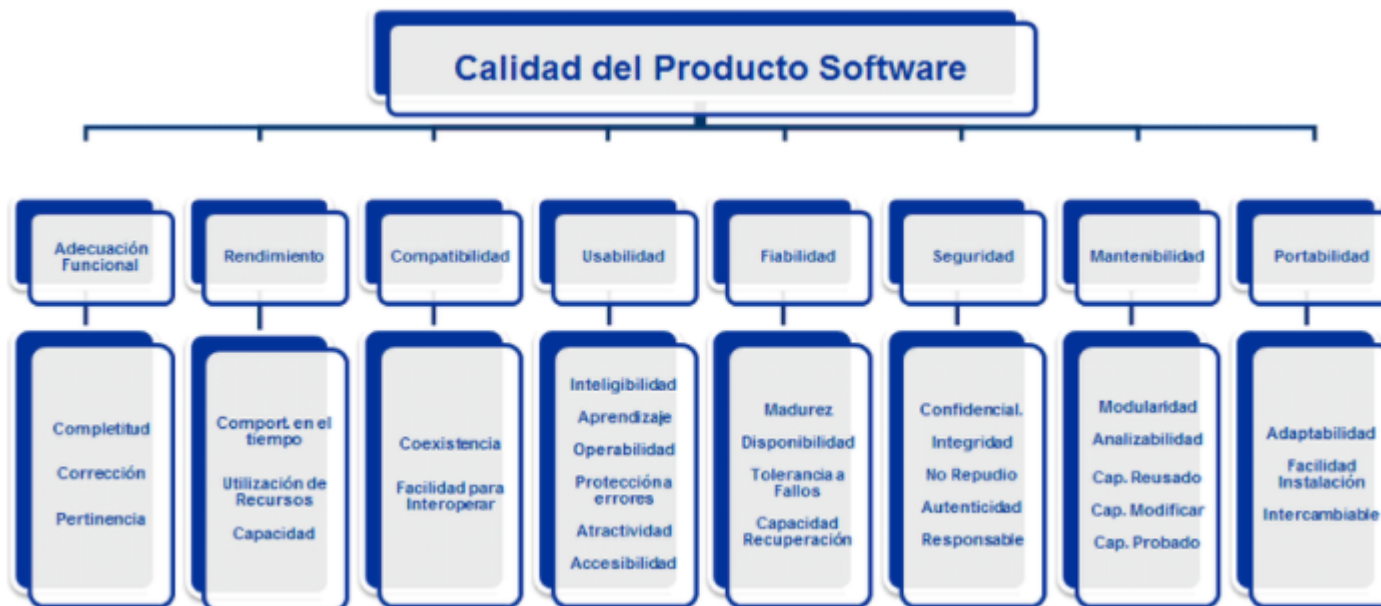 Calidad del Producto Software
Adecuación
Funcional
Rendimiento
Compatibilidad
Usabilidad
Fiabilidad
Seguridad
Mantenibilidad
Portabilidad
Completitud
Corrección
Pertinencia
Comport. en el
tiempo
Utilización de
Recursos
Capacidad
Coexistencia
Facilidad para
Interoperar
Inteligibilidad
Aprendizaje
Operabilidad
Protección a
errores
Atractividad
Accesibilidad
Madurez
Disponibilidad
Tolerancia a
Fallos
Capacidad
Recuperación
Confidencial.
Integridad
No Repudio
Autenticidad
Responsable
Modularidad
Analizabilidad
Cap. Reusado
Cap. Modificar
Cap. Probado
Adaptabilidad
Facilidad
Instalación
Intercambiable